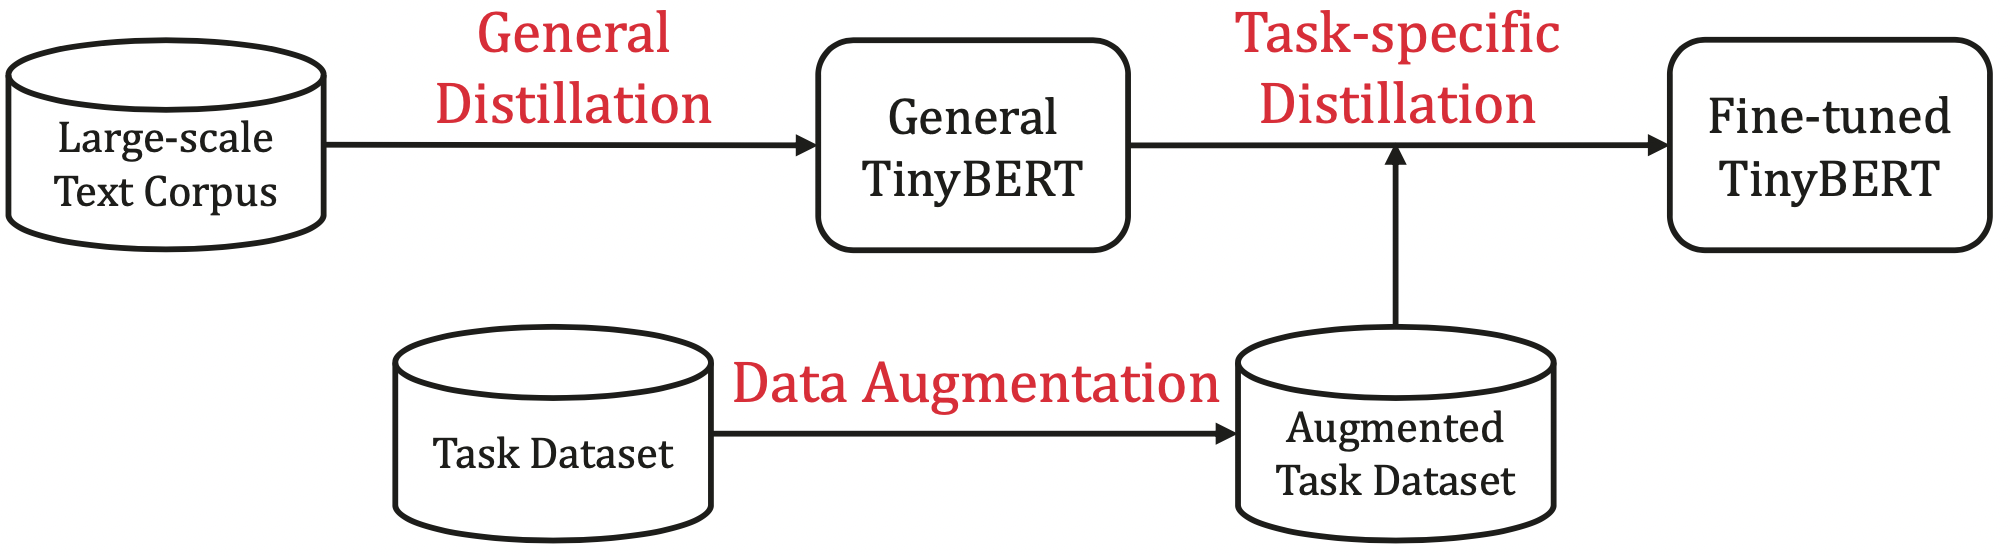 General
Distillation
Task-specific
Distillation
Large-scale
Text Corpus
General
TinyBERT
Fine-tuned
TinyBERT
Data Augmentation
Task Dataset
Augmented
Task Dataset